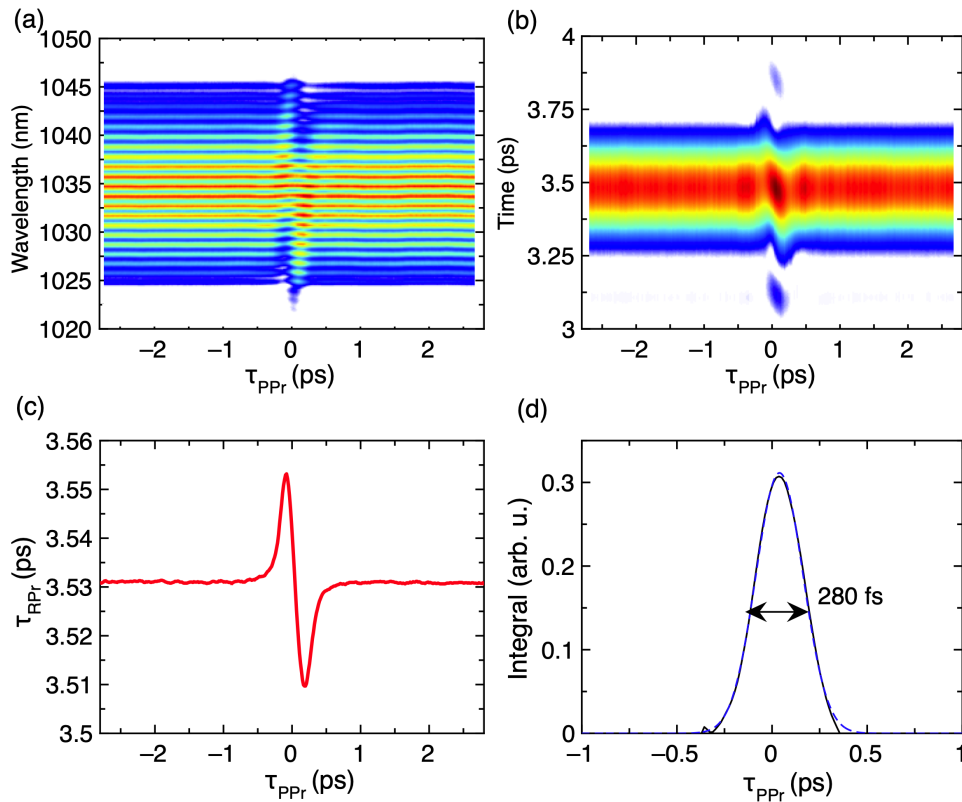 (a)
1050
1045
1040
1035
1030
1025
1020
Wavelength (nm)
−2 −1 0 1 2
τPPr (ps)
(b)
4
3.75
3.5
3.25
3
Time (ps)
−2 −1 0 1 2
τPPr (ps)
(c)
3.56
3.55
3.54
3.53
3.52
3.51
3.5
τRPr (ps)
−2 −1 0 1 2
τPPr (ps)
(d)
0.3
0.2
0.1
0
Integral (arb. u.)
280 fs
−1 −0.5 0 0.5 1
τPPr (ps)